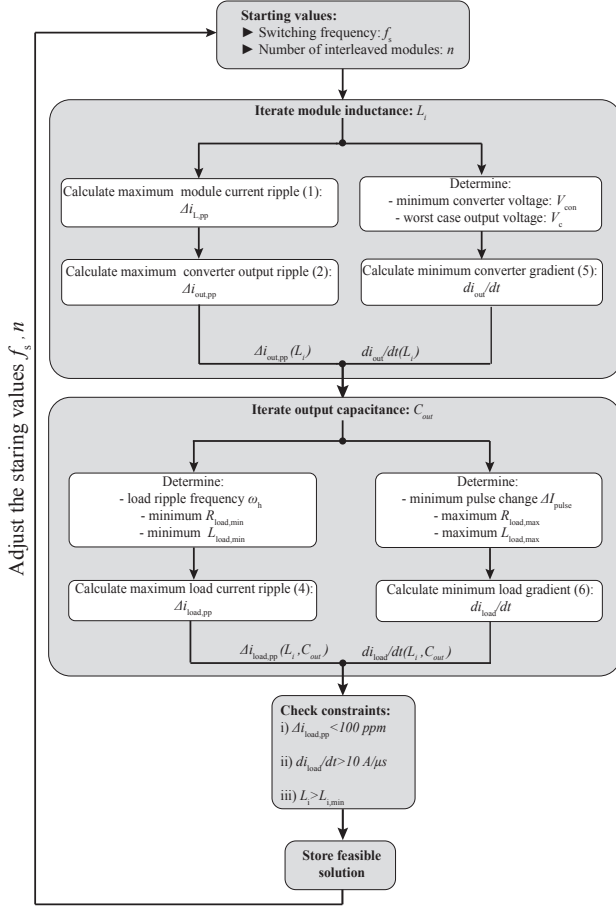 Starting values:
► Switching frequency: fs
► Number of interleaved modules: n
Iterate module inductance: Li
Calculate maximum module current ripple (1):
ΔiL,pp
Calculate maximum converter output ripple (2):
Δiout,pp
Determine:
- minimum converter voltage: Vcon
- worst case output voltage: Vc
Calculate minimum converter gradient (5):
diout/dt
Δiout,pp(Li)
diout/dt(Li)
Iterate output capacitance: Cout
Determine:
- load ripple frequency ωh
- minimum Rload,min
- minimum Lload,min
Calculate maximum load current ripple (4):
Δiload,pp
Determine:
- minimum pulse change ΔIpulse
- maximum Rload,max
- maximum Lload,max
Calculate minimum load gradient (6):
diload/dt
Δiload,pp(Li,Cout)
diload/dt(Li,Cout)
Check constraints:
i) Δiload,pp<100 ppm
ii) diload/dt>10 A/μs
iii) Li>Li,min
Store feasible
solution
Adjust the staring values fs, n